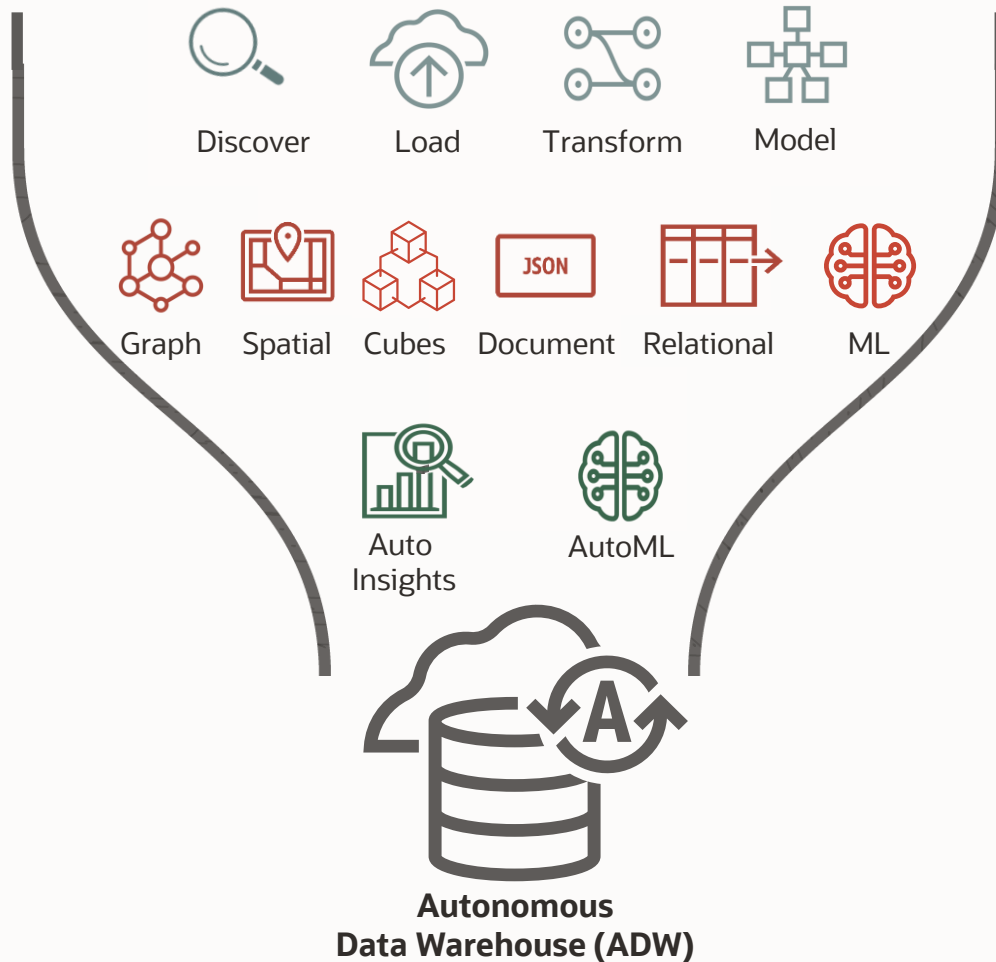 Discover Load Transform Model
JSON
Graph Spatial Cubes Document Relational ML
Auto
Insights
AutoML
A
Autonomous
Data Warehouse (ADW)